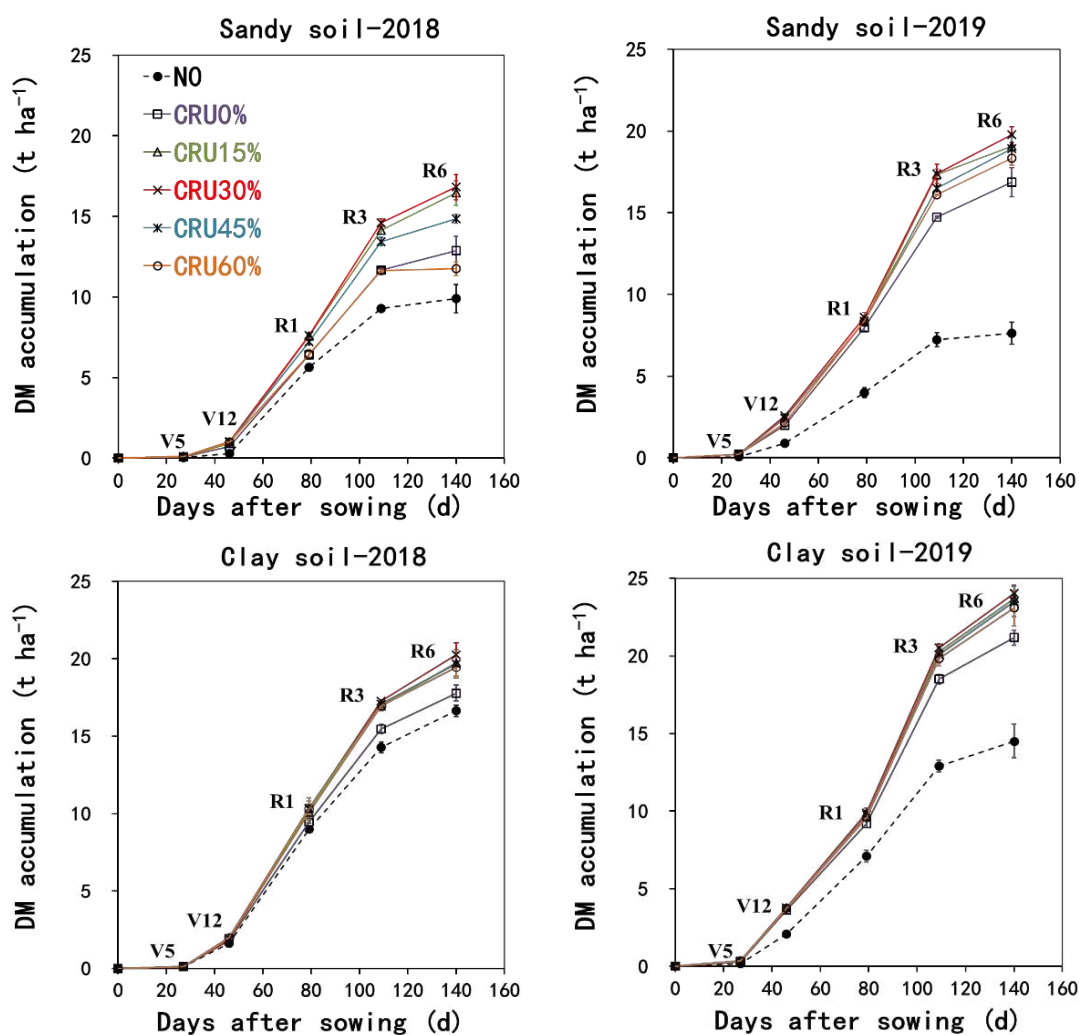 Sandy soil-2018
DM accumulation (t ha⁻¹)
25
20
15
10
5
0
NO
CRU0%
CRU15%
CRU30%
CRU45%
CRU60%
V5
V12
R1
R3
R6
0 20 40 60 80 100 120 140 160
Days after sowing (d)
Sandy soil-2019
DM accumulation (t ha⁻¹)
25
20
15
10
5
0
V5
V12
R1
R3
R6
0 20 40 60 80 100 120 140 160
Days after sowing (d)
Clay soil-2018
DM accumulation (t ha⁻¹)
25
20
15
10
5
0
V5
V12
R1
R3
R6
0 20 40 60 80 100 120 140 160
Days after sowing (d)
Clay soil-2019
DM accumulation (t ha⁻¹)
25
20
15
10
5
0
V5
V12
R1
R3
R6
0 20 40 60 80 100 120 140 160
Days after sowing (d)